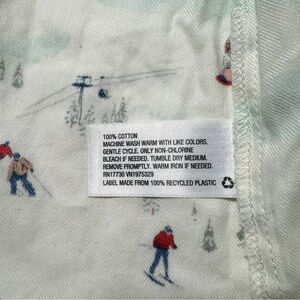 100% COTTON
MACHINE WASH WARM WITH LIKE COLORS.
GENTLE CYCLE. ONLY NON-CHLORINE
BLEACH IF NEEDED. TUMBLE DRY MEDIUM.
REMOVE PROMPTLY. WARM IRON IF NEEDED.
RN17730 VN1975329
LABEL MADE FROM 100% RECYCLED PLASTIC